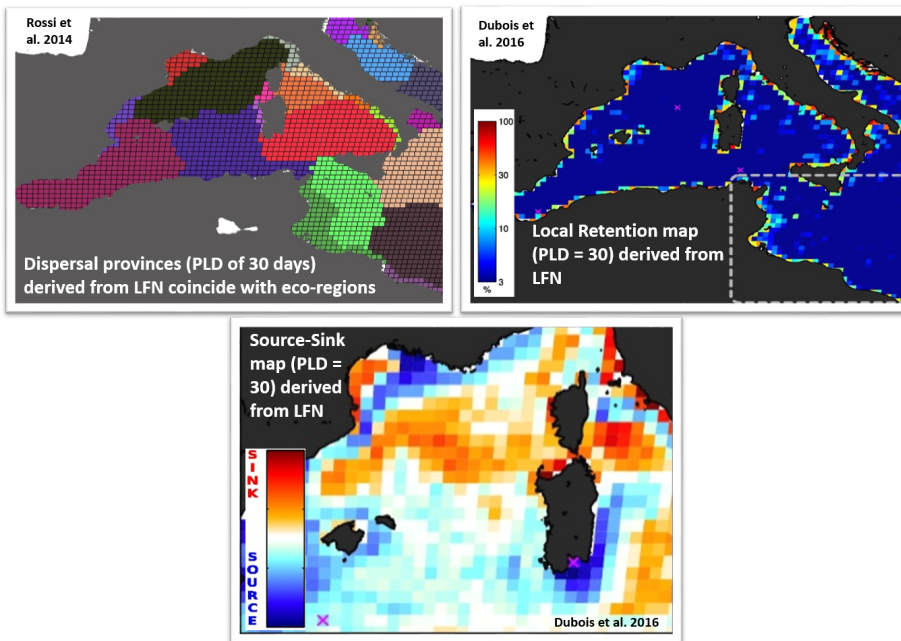 Rossi
et al. 2014
Dispersal provinces (PLD of 30 days)
derived from LFN coincide with eco-regions
Dubois
et al. 2016
100
30
10
3
%
Local Retention map
(PLD = 30) derived from
LFN
Source-Sink
map (PLD =
30) derived
from LFN
SINK
SOURCE
Dubois et al. 2016